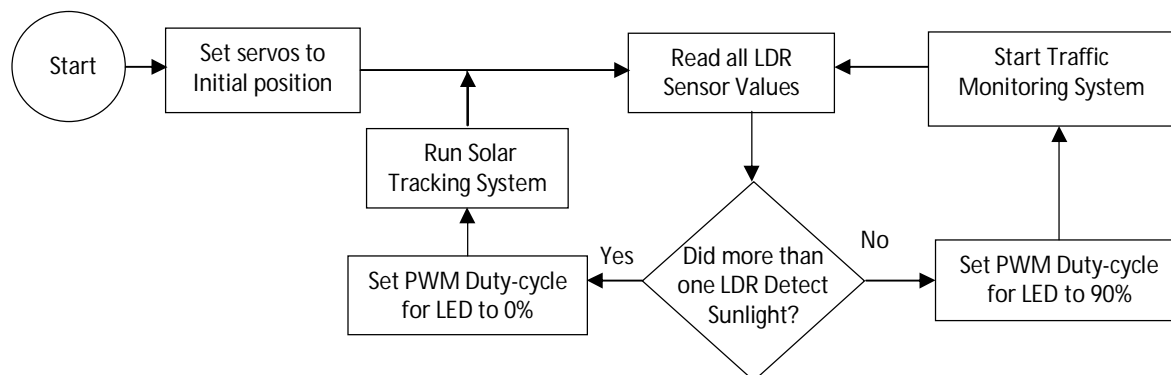 Start
Set servos to
Initial position
Read all LDR
Sensor Values
Start Traffic
Monitoring System
Run Solar
Tracking System
Yes
Did more than
one LDR Detect
Sunlight?
No
Set PWM Duty-cycle
for LED to 0%
Set PWM Duty-cycle
for LED to 90%